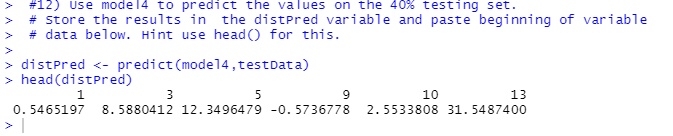 > #12) Use model4 to predict the values on the 40% testing set.
> # Store the results in  the distPred variable and paste beginning of variable
> # data below. Hint use head() for this.
>
> distPred <- predict(model4,testData)
> head(distPred)
1 3 5 9 10 13
0.5465197 8.5880412 12.3496479 -0.5736778 2.5533808 31.5487400
>